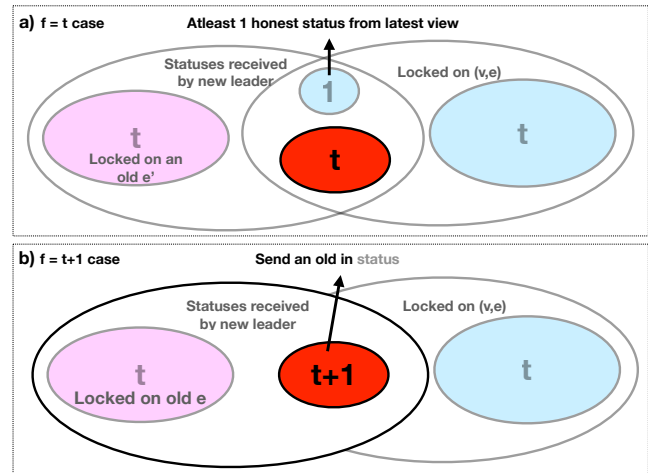 a) f = t case
Atleast 1 honest status from latest view
Statuses received
by new leader
Locked on (v,e)
1
t
Locked on an
old e'
t
t
b) f = t+1 case
Send an old in status
Statuses received
by new leader
Locked on (v,e)
t
Locked on old e
t+1
t